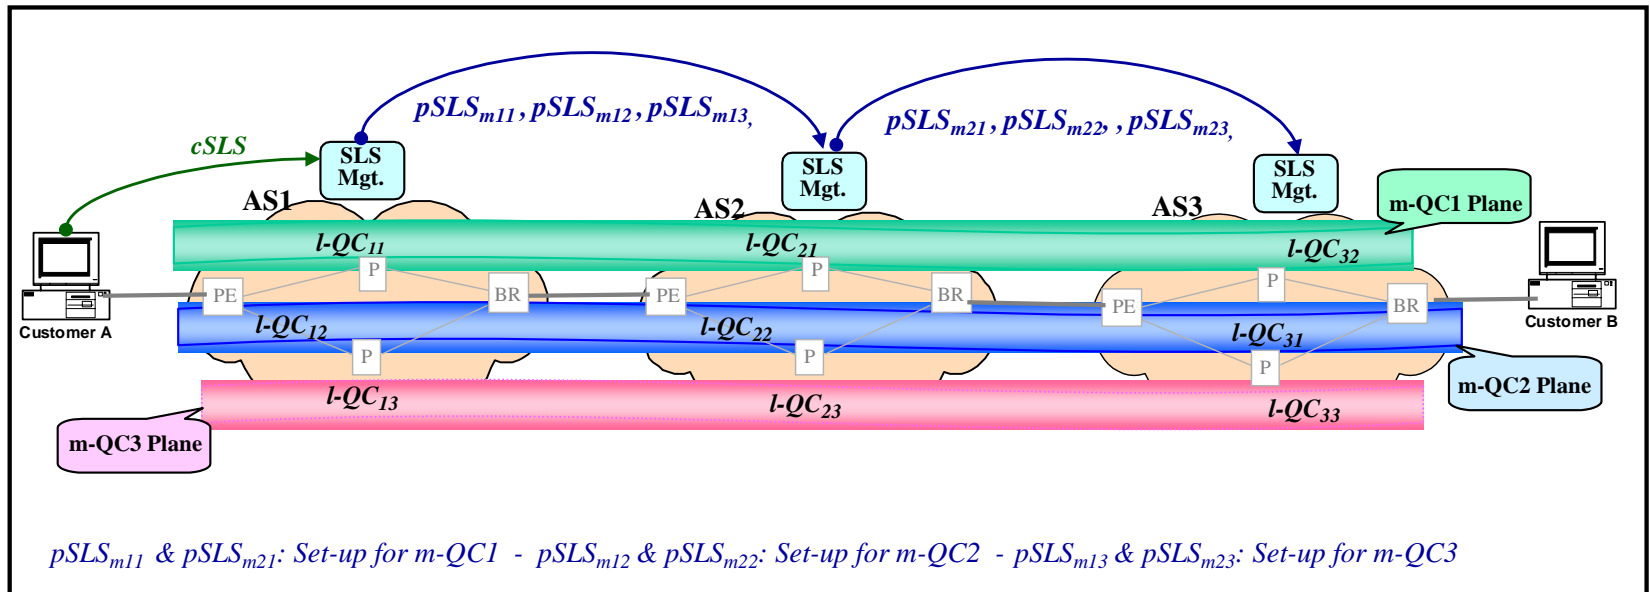 pSLSm11, pSLSm12, pSLSm13,
pSLSm21, pSLSm22, , pSLSm23,
cSLS
SLS
Mgt.
SLS
Mgt.
SLS
Mgt.
AS1
AS2
AS3
m-QC1 Plane
l-QC11
l-QC21
l-QC32
P
P
P
PE
BR
PE
BR
PE
BR
Customer A
Customer B
l-QC12
l-QC22
l-QC31
P
P
P
m-QC2 Plane
l-QC13
l-QC23
l-QC33
m-QC3 Plane
pSLSm11 & pSLSm21: Set-up for m-QC1 - pSLSm12 & pSLSm22: Set-up for m-QC2 - pSLSm13 & pSLSm23: Set-up for m-QC3